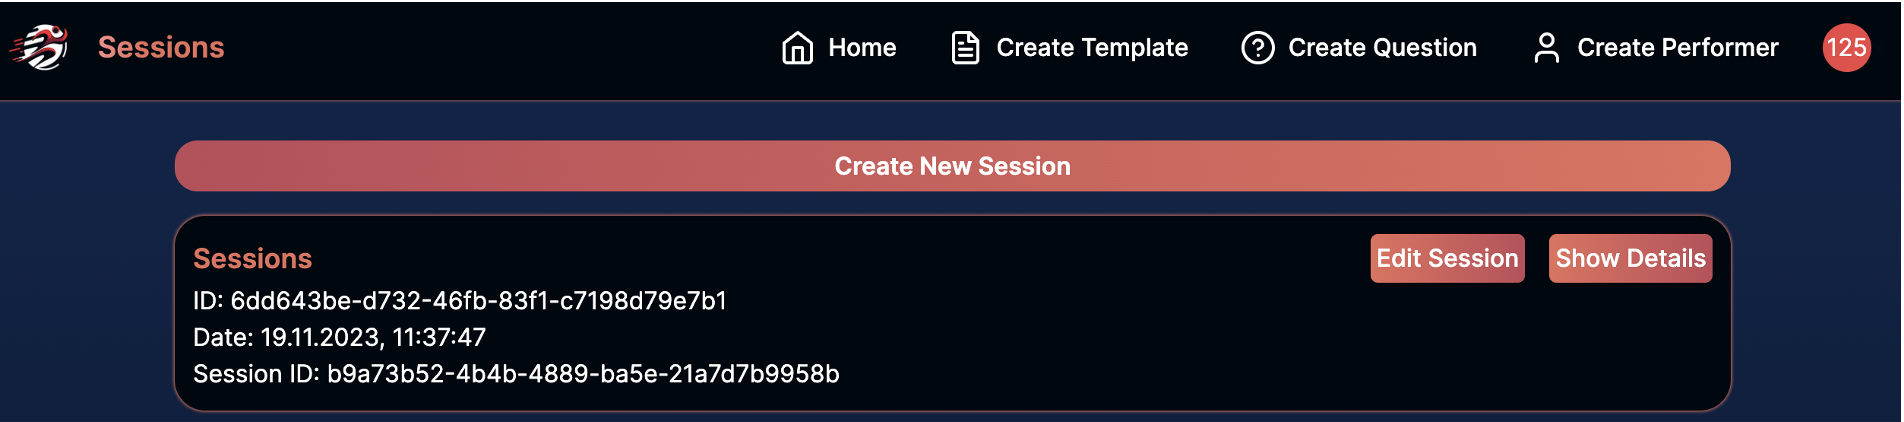 Sessions
Home
Create Template
Create Question
Create Performer
125
Create New Session
Sessions
Edit Session
Show Details
ID: 6dd643be-d732-46fb-83f1-c7198d79e7b1
Date: 19.11.2023, 11:37:47
Session ID: b9a73b52-4b4b-4889-ba5e-21a7d7b9958b